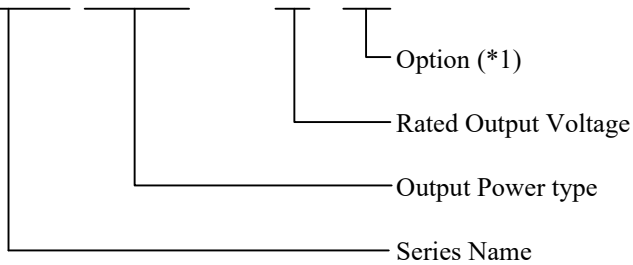 Option (*1)
Rated Output Voltage
Output Power type
Series Name